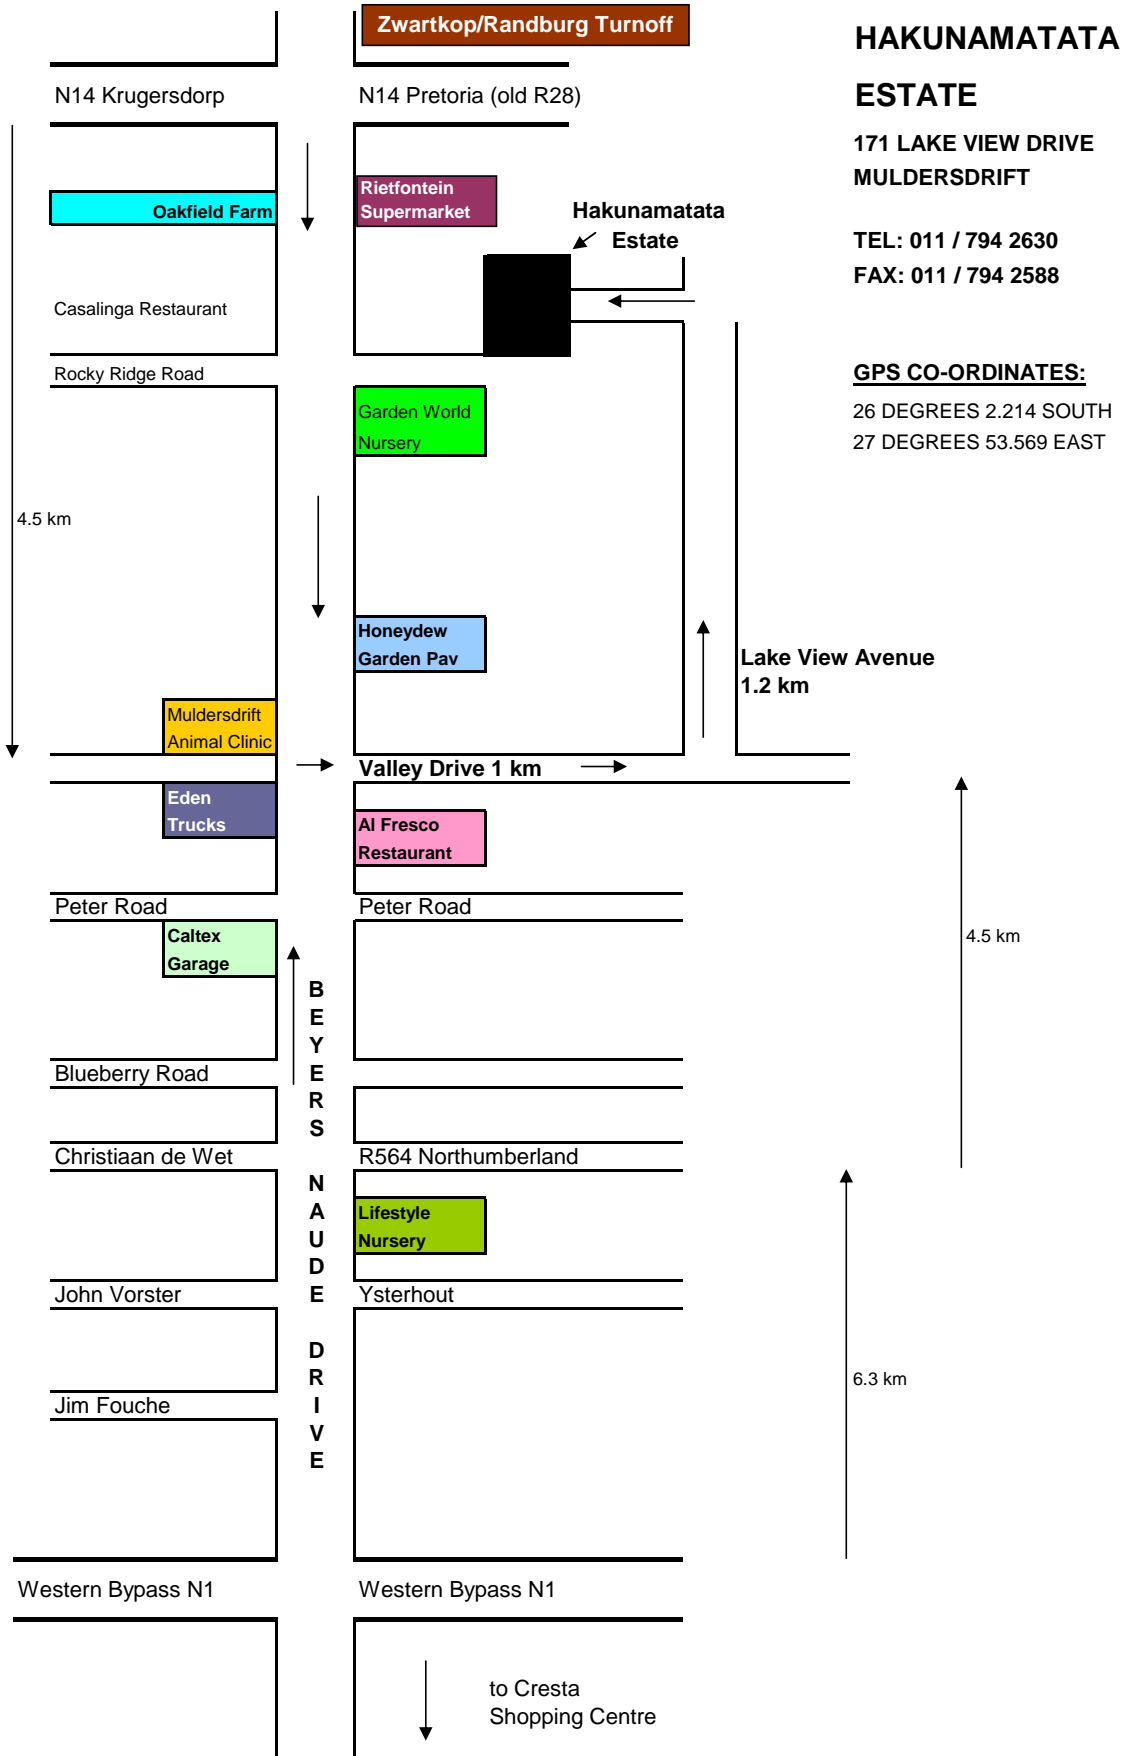 Zwartkop/Randburg Turnoff
HAKUNAMATATA
ESTATE
N14 Krugersdorp
N14 Pretoria (old R28)
171 LAKE VIEW DRIVE
MULDERSDRIFT
Oakfield Farm
Rietfontein
Supermarket
Hakunamatata
Estate
TEL: 011 / 794 2630
FAX: 011 / 794 2588
Casalinga Restaurant
Rocky Ridge Road
GPS CO-ORDINATES:
26 DEGREES 2.214 SOUTH
27 DEGREES 53.569 EAST
Garden World
Nursery
4.5 km
Honeydew
Garden Pav
Lake View Avenue
1.2 km
Muldersdrift
Animal Clinic
Valley Drive 1 km
Eden
Trucks
Al Fresco
Restaurant
Peter Road
Peter Road
Caltex
Garage
4.5 km
BEYERS NAUDE DRIVE
Blueberry Road
Christiaan de Wet
R564 Northumberland
Lifestyle
Nursery
John Vorster
Ysterhout
Jim Fouche
6.3 km
Western Bypass N1
Western Bypass N1
to Cresta
Shopping Centre